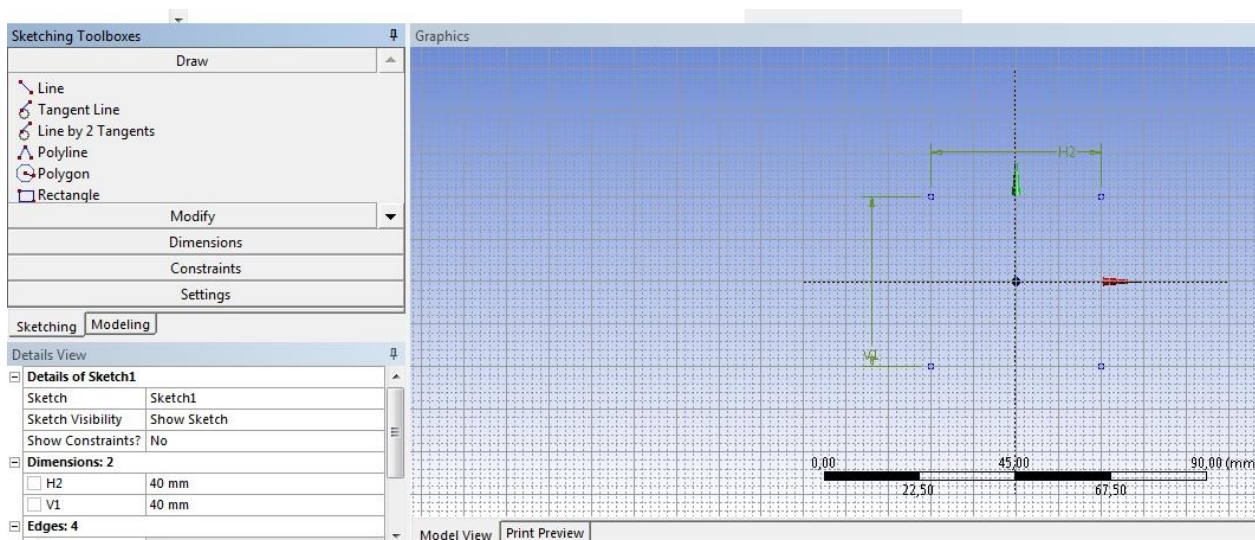 Sketching Toolboxes
Draw
Line
Tangent Line
Line by 2 Tangents
Polyline
Polygon
Rectangle
Modify
Dimensions
Constraints
Settings
Sketching Modeling
Details View
Details of Sketch1
Sketch Sketch1
Sketch Visibility Show Sketch
Show Constraints? No
Dimensions: 2
H2 40 mm
V1 40 mm
Edges: 4
Graphics
H2
V1
0,00 45,00 90,00 (mm
22,50 67,50
Model View Print Preview